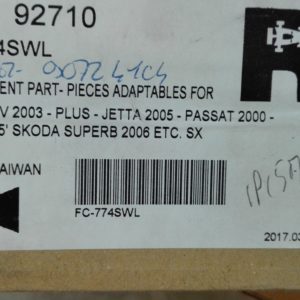 92710
74SWL
ENT PART- PIECES ADAPTABLES FOR
V 2003 - PLUS - JETTA 2005 - PASSAT 2000 -
5' SKODA SUPERB 2006 ETC. SX
TAIWAN
FC-774SWL
2017.03